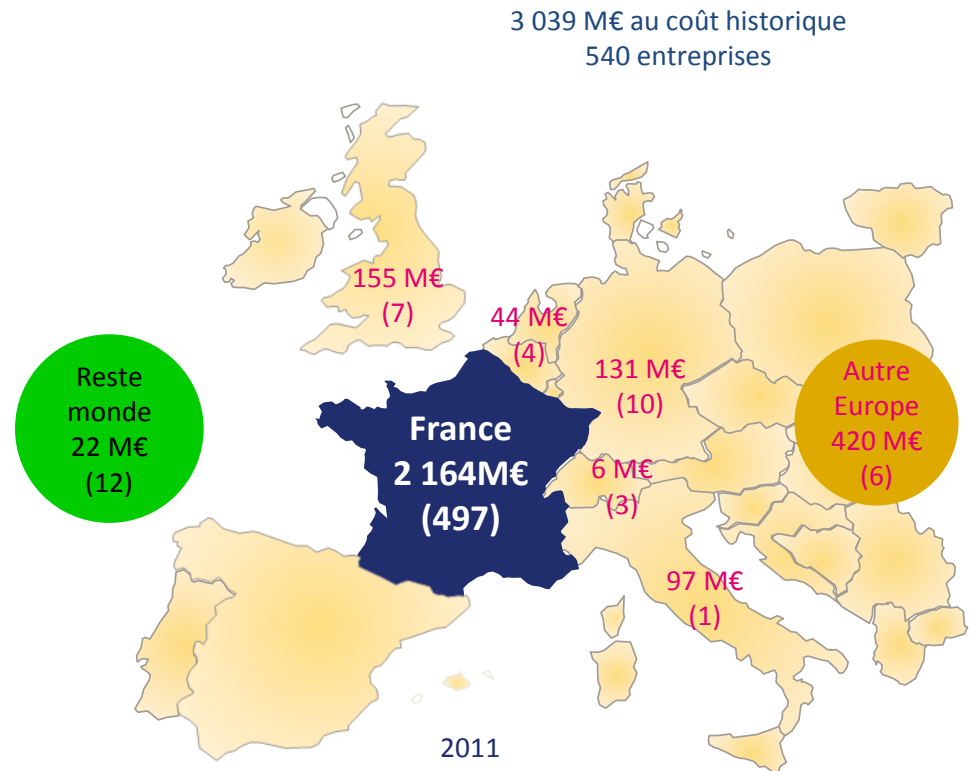 3 039 M€ au coût historique
540 entreprises
155 M€
(7)
44 M€
(4)
131 M€
(10)
Reste
monde
22 M€
(12)
France
2 164M€
(497)
Autre
Europe
420 M€
(6)
6 M€
(3)
97 M€
(1)
2011